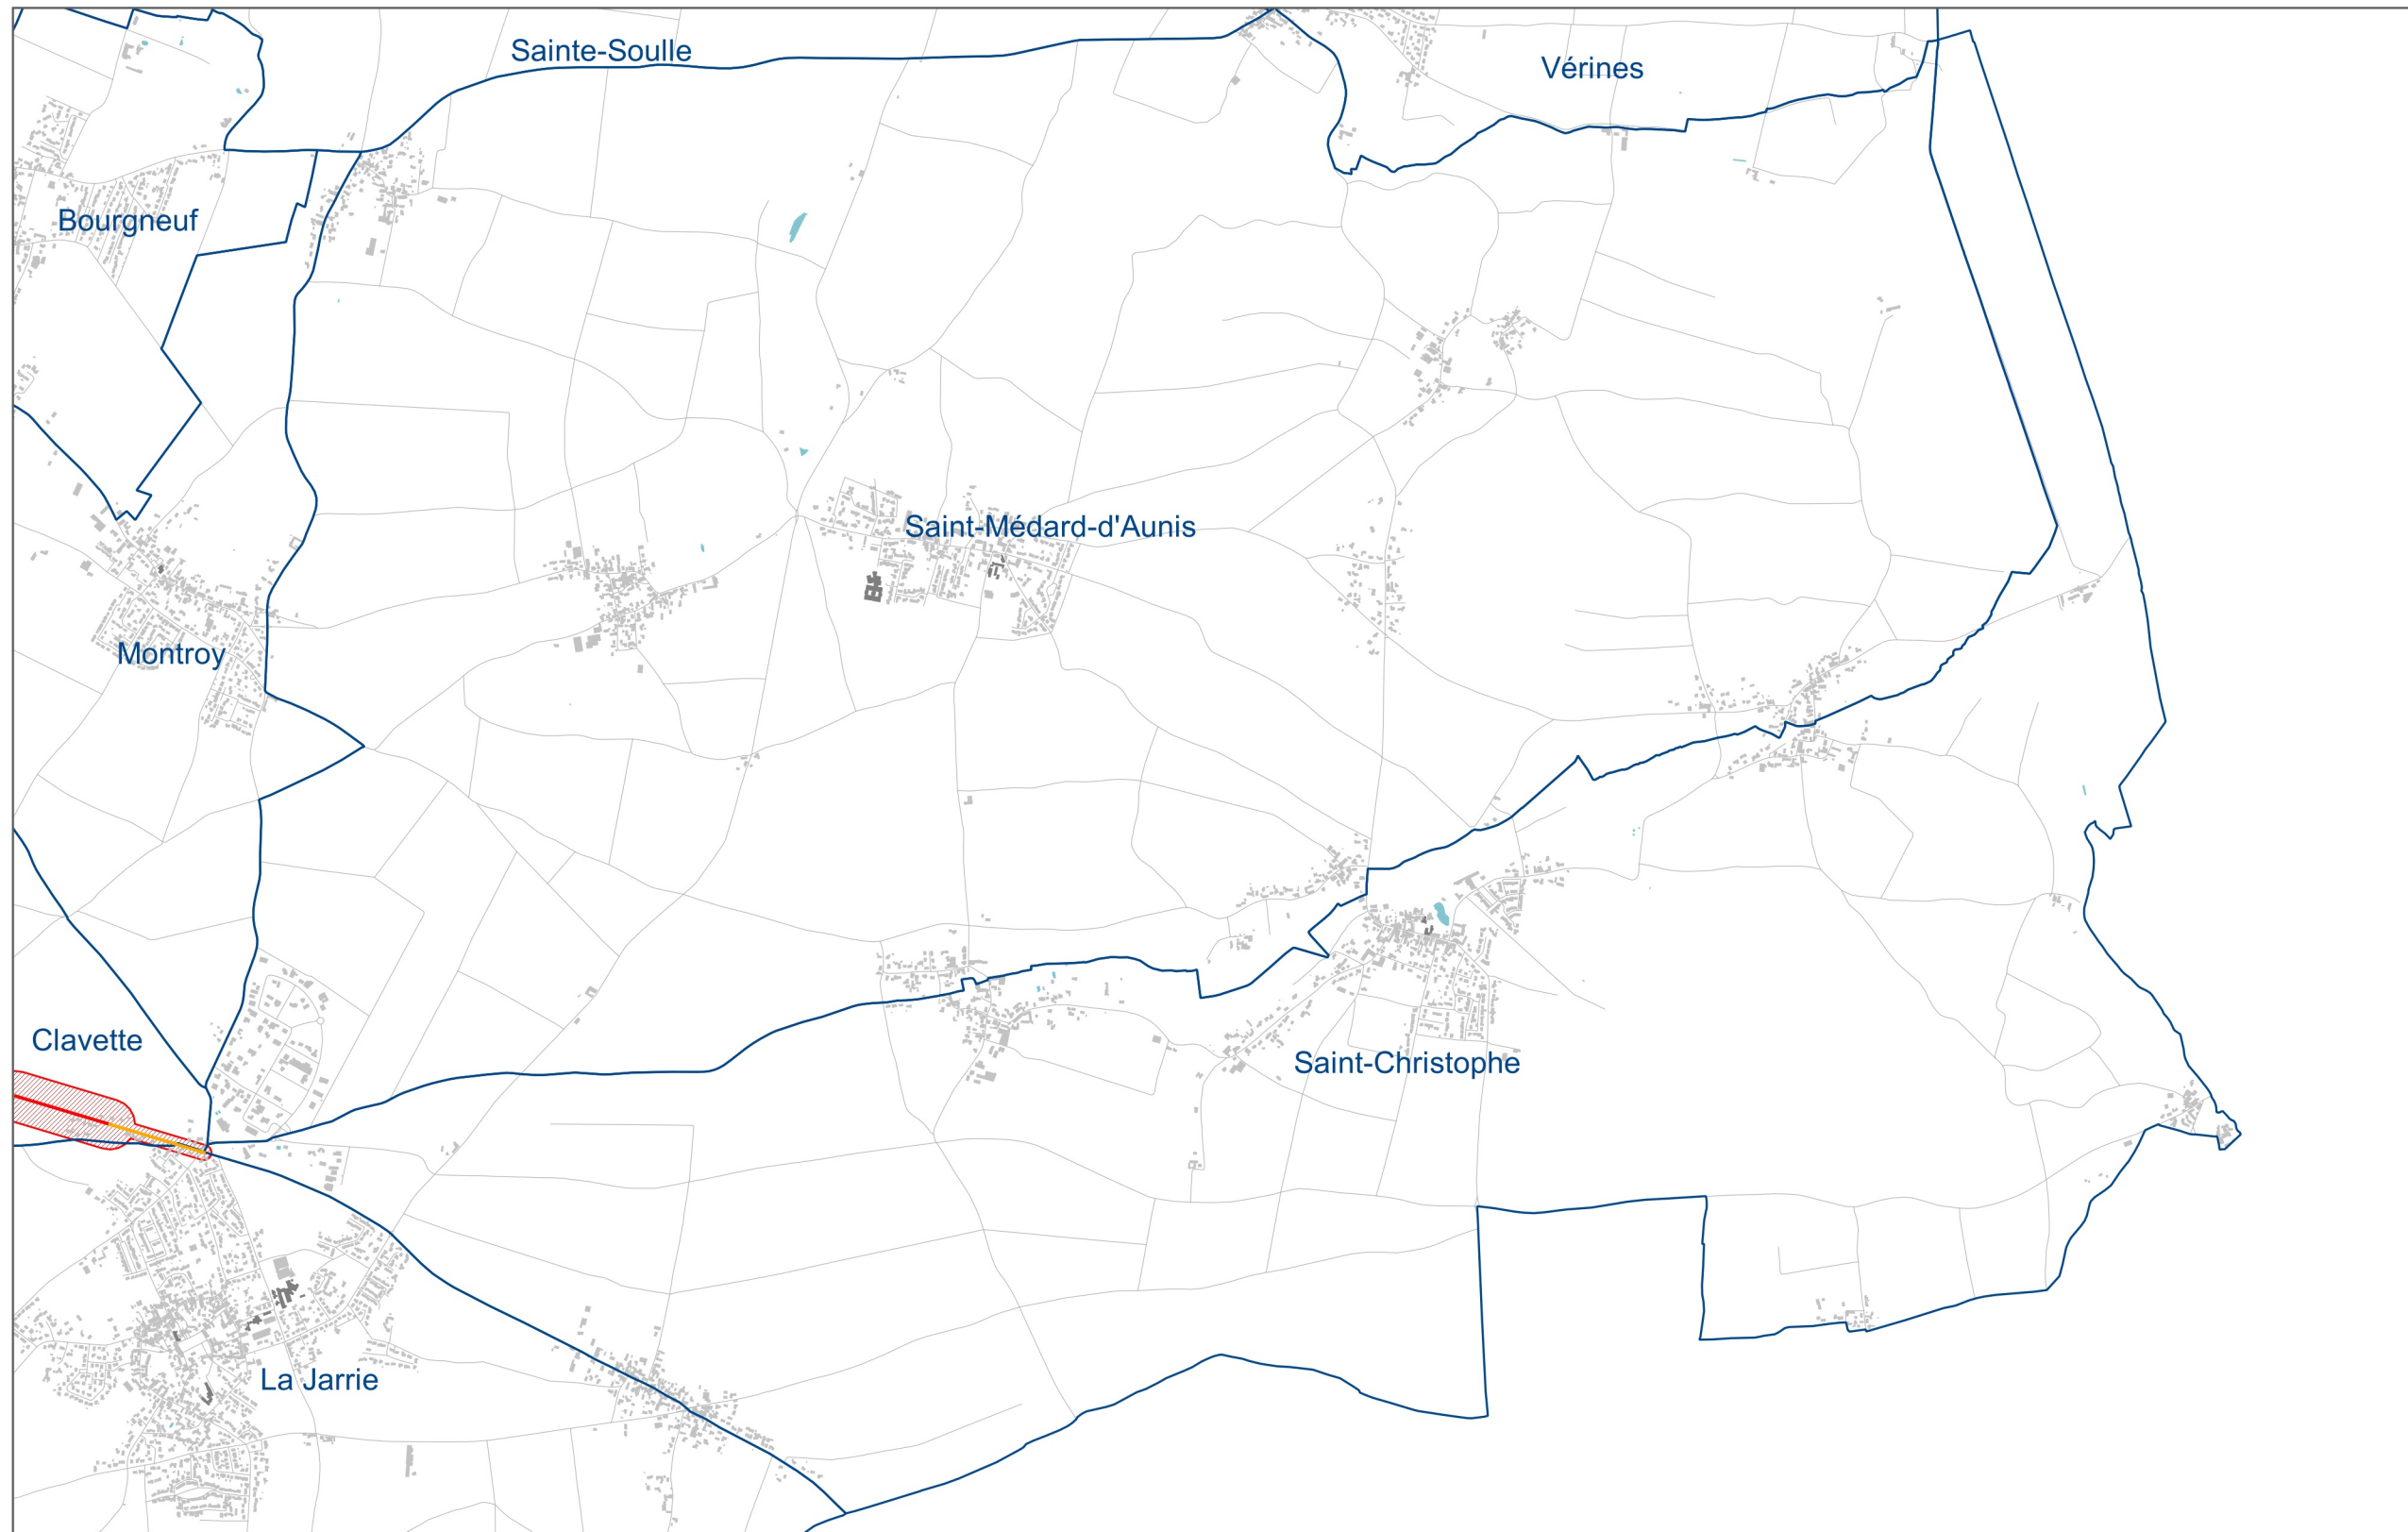 Sainte-Soulle
Vérines
Bourgneuf
Saint-Médard-d'Aunis
Montroy
Clavette
Saint-Christophe
La Jarrie